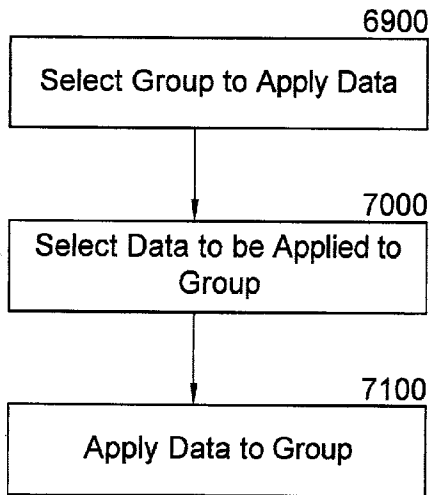 6900
Select Group to Apply Data
7000
Select Data to be Applied to
Group
7100
Apply Data to Group